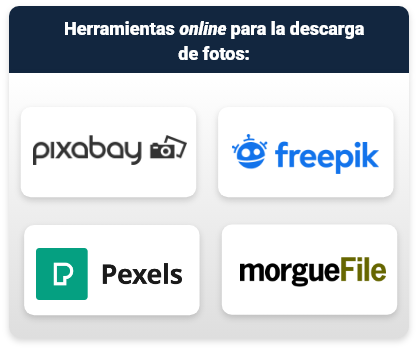 Herramientas online para la descarga
de fotos:
pixabay
freepik
Pexels
morgueFile